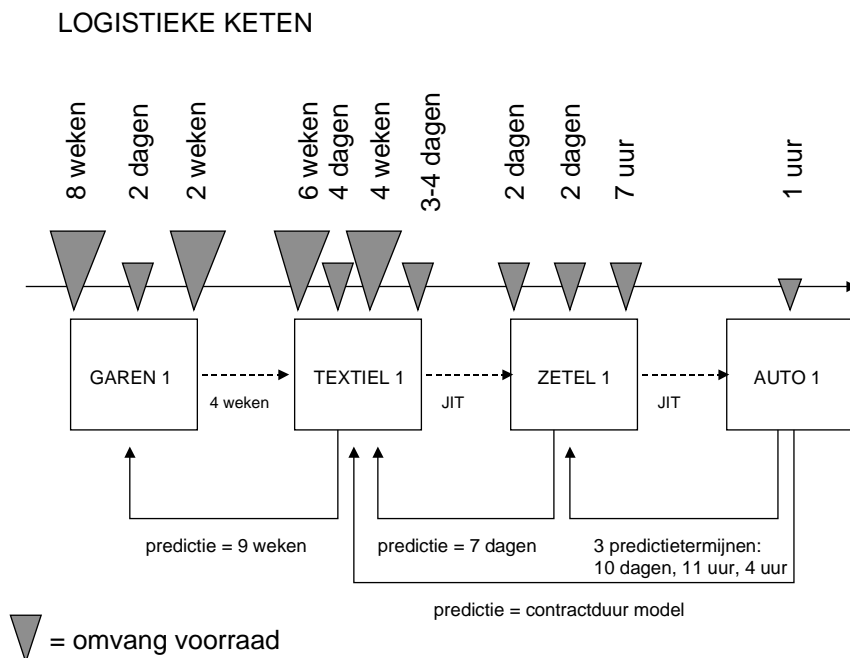 LOGISTIEKE KETEN
8 weken
2 dagen
2 weken
6 weken
4 dagen
4 weken
3-4 dagen
2 dagen
2 dagen
7 uur
1 uur
GAREN 1
TEXTIEL 1
ZETEL 1
AUTO 1
4 weken
JIT
JIT
predictie = 9 weken
predictie = 7 dagen
3 predictietermijnen:
10 dagen, 11 uur, 4 uur
predictie = contractduur model
= omvang voorraad